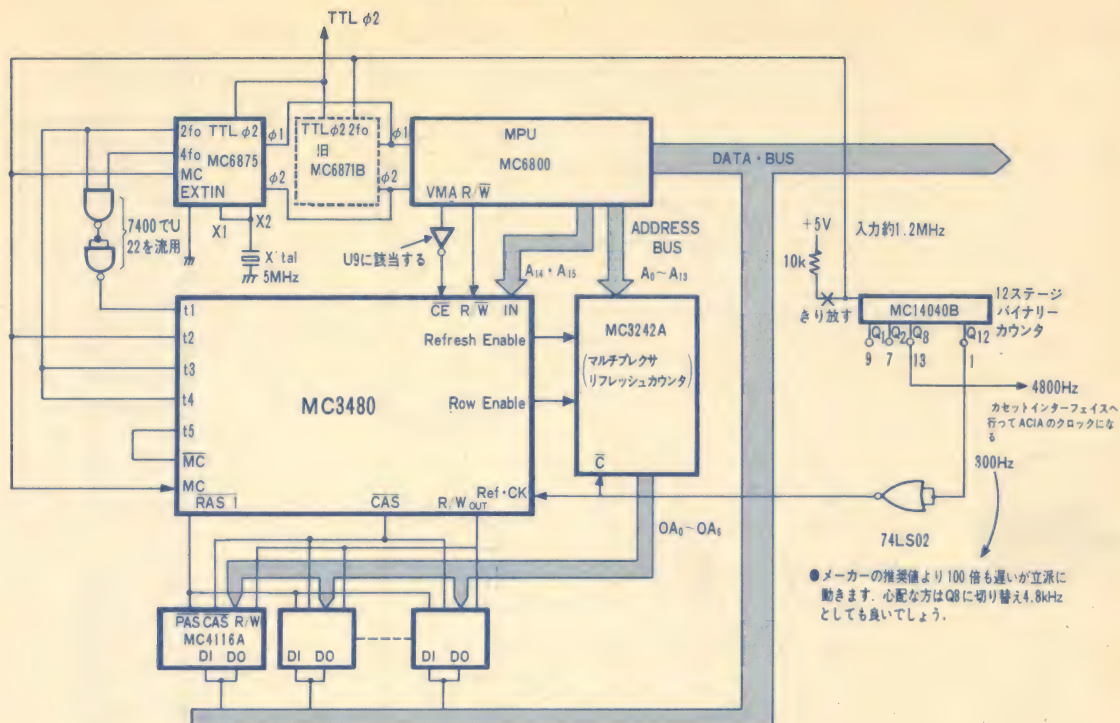 TTL φ2
2fo TTL φ2
4fo
MC MC6875
EXTIN
φ1
φ2
X1
X2
X'tal
5MHz
7400でU
22を流用
TTLφ2 2fo
旧
MC6871B
φ1
φ2
MPU
MC6800
VMA R/W̅
U9に該当する
DATA・BUS
ADDRESS
BUS
A₁₄・A₁₅
A₀~A₁₃
+5V
入力約1.2MHz
10k
きり放す
MC14040B
12ステージ
バイナリー
カウンタ
Q1 Q2 Q8 Q12
9 7 13 1
4800Hz
カセットインターフェイスへ
行ってACIAのクロックにな
る
300Hz
74LS02
●メーカーの推奨値より100倍も遅いが立派に
動きます.心配な方はQ8に切り替え4.8kHz
としても良いでしょう.
t1
t2
t3
t4
t5
M̅C̅
MC
C̅E̅ R/W̅ IN
Refresh Enable
MC3480
Row Enable
R̅A̅S̅ 1̅ C̅A̅S̅ R/W OUT
Ref・CK
MC3242A
(マルチプレクサ
リフレッシュカウンタ)
C̅
OA₀~OA₆
P̅A̅S̅ C̅A̅S̅ R/W
MC4116A
DI DO
DI DO
DI DO